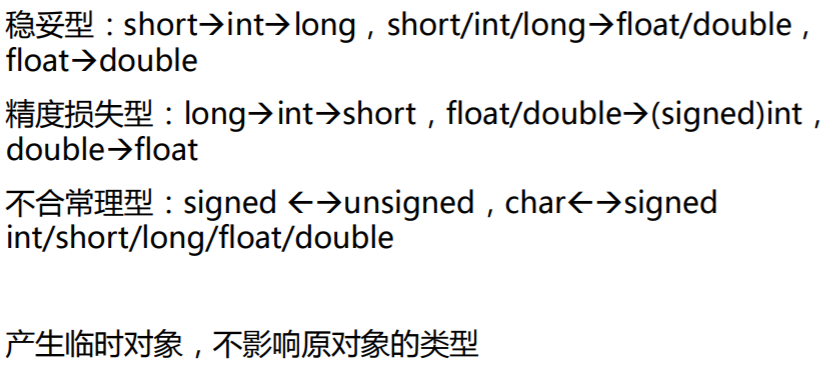 稳妥型：short→int→long，short/int/long→float/double，
float→double
精度损失型：long→int→short，float/double→(signed)int，
double→float
不合常理型：signed ←→unsigned，char←→signed
int/short/long/float/double
产生临时对象，不影响原对象的类型